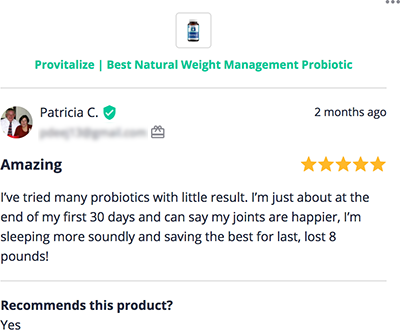 Provitalize | Best Natural Weight Management Probiotic
Patricia C.
2 months ago
Amazing
I've tried many probiotics with little result. I'm just about at the
end of my first 30 days and can say my joints are happier, I'm
sleeping more soundly and saving the best for last, lost 8
pounds!
Recommends this product?
Yes